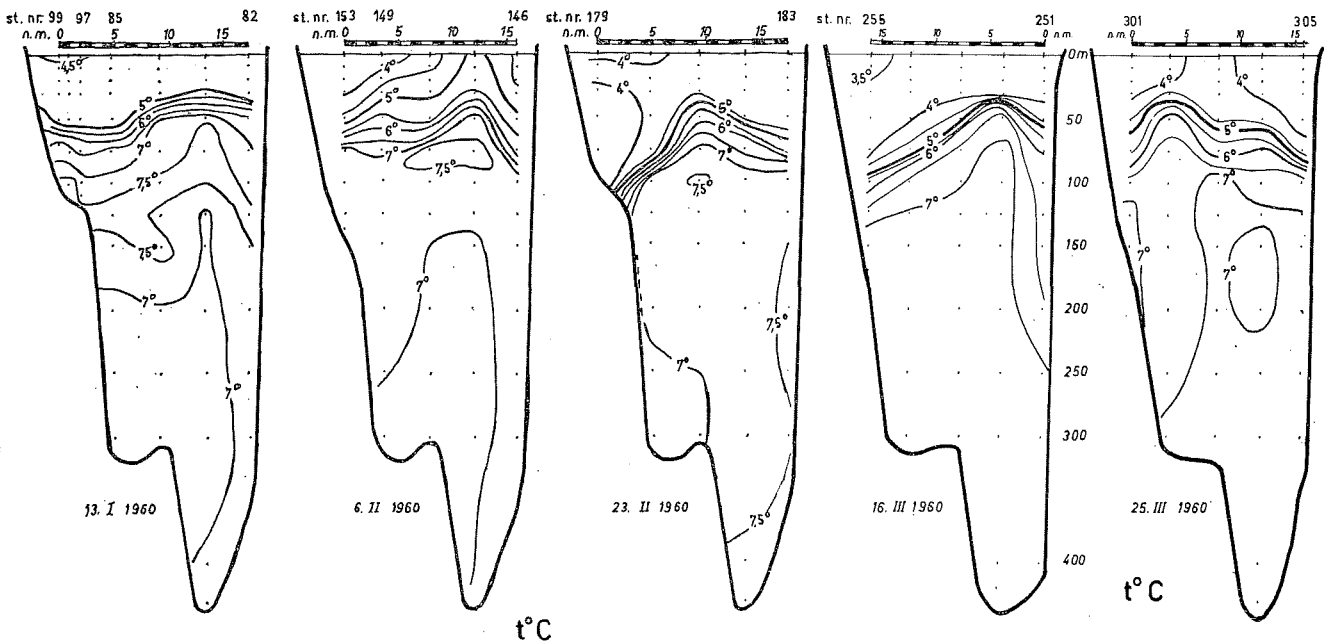 st. nr. 99 97 85 82
n.m. 0 5 10 15
4,5°
5°
6°
7°
7,5°
7,5°
7°
7°
13. I 1960
st. nr. 153 149 146
n.m. 0 5 10 15
4°
5°
6°
7°
7,5°
7°
6. II 1960
st. nr. 179 183
n.m. 0 5 10 15
4°
4°
5°
6°
7°
7,5°
7,5°
7°
7,5°
23. II 1960
st. nr. 255 251
15 10 5 0 n.m.
3,5°
4°
5°
6°
7°
16. III 1960
0m
50
100
150
200
250
300
400
301 305
0 5 10 15
4°
4°
5°
6°
7°
7°
7°
25. III 1960
t°C
t°C